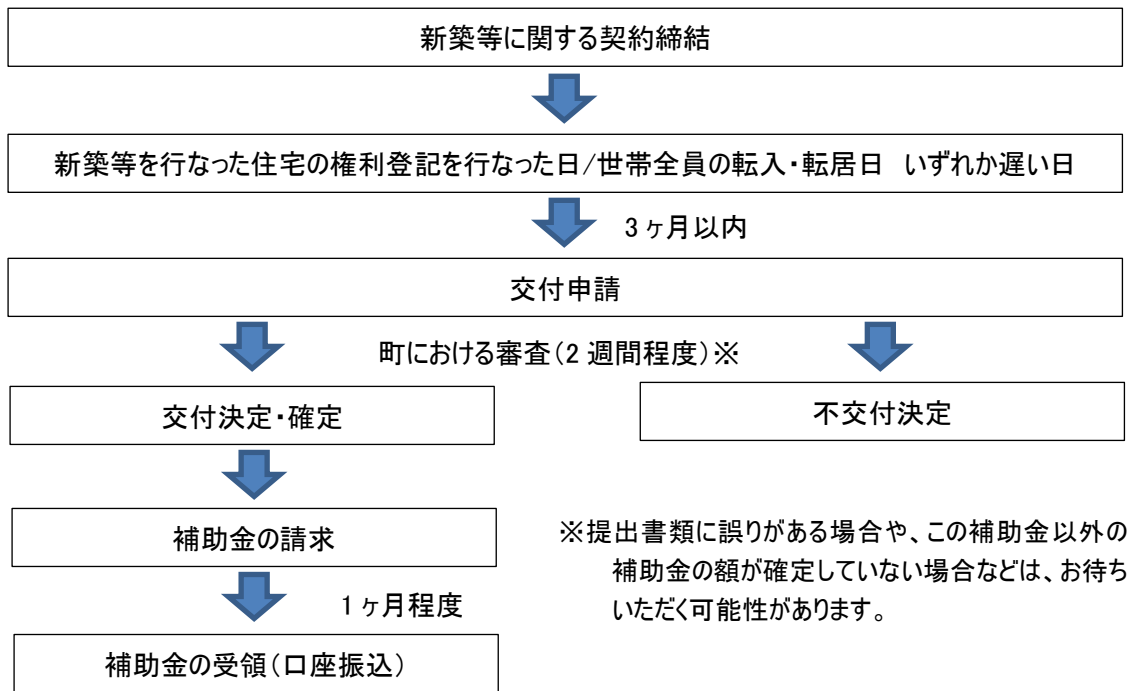 新築等に関する契約締結
新築等を行なった住宅の権利登記を行なった日/世帯全員の転入・転居日　いずれか遅い日
3ヶ月以内
交付申請
町における審査（2週間程度）※
交付決定・確定
不交付決定
補助金の請求
※提出書類に誤りがある場合や、この補助金以外の
補助金の額が確定していない場合などは、お待ち
いただく可能性があります。
1ヶ月程度
補助金の受領（口座振込）